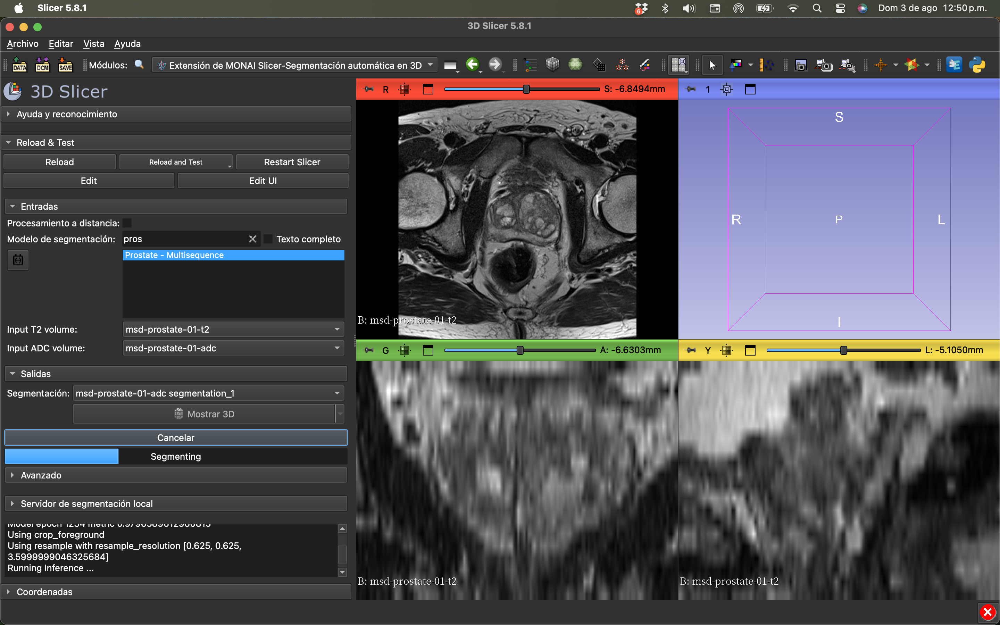 Slicer 5.8.1
6
Dom 3 de ago 12:50 p.m.
3D Slicer 5.8.1
Archivo Editar Vista Ayuda
DATA DCM SAVE Módulos: Extensión de MONAI Slicer-Segmentación automática en 3D
3D Slicer
Ayuda y reconocimiento
Reload & Test
Reload Reload and Test Restart Slicer
Edit Edit UI
Entradas
Procesamiento a distancia:
Modelo de segmentación: pros Texto completo
Prostate - Multisequence
Input T2 volume: msd-prostate-01-t2
Input ADC volume: msd-prostate-01-adc
Salidas
Segmentación: msd-prostate-01-adc segmentation_1
Mostrar 3D
Cancelar
Segmenting
Avanzado
Servidor de segmentación local
Using crop_foreground
Using resample with resample_resolution [0.625, 0.625,
3.5999999046325684]
Running Inference ...
Coordenadas
R S: -6.8494mm
B: msd-prostate-01-t2
1
S
R P L
I
G A: -6.6303mm
B: msd-prostate-01-t2
Y L: -5.1050mm
B: msd-prostate-01-t2